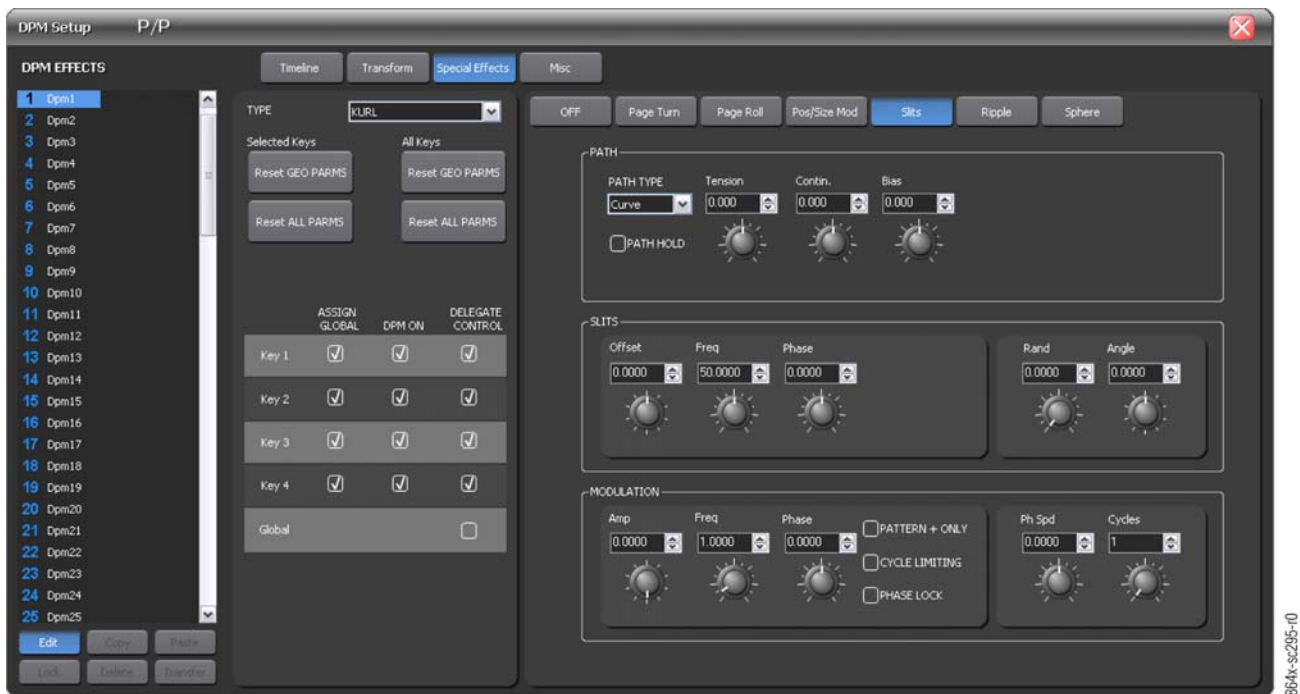 DPM Setup P/P
DPM EFFECTS
Timeline Transform Special Effects Misc
1 Dpm1
2 Dpm2
3 Dpm3
4 Dpm4
5 Dpm5
6 Dpm6
7 Dpm7
8 Dpm8
9 Dpm9
10 Dpm10
11 Dpm11
12 Dpm12
13 Dpm13
14 Dpm14
15 Dpm15
16 Dpm16
17 Dpm17
18 Dpm18
19 Dpm19
20 Dpm20
21 Dpm21
22 Dpm22
23 Dpm23
24 Dpm24
25 Dpm25
Edit Copy Paste
Lock Delete Transfer
TYPE KURL
Selected Keys All Keys
Reset GEO PARMS Reset GEO PARMS
Reset ALL PARMS Reset ALL PARMS
ASSIGN GLOBAL DPM ON DELEGATE CONTROL
Key 1
Key 2
Key 3
Key 4
Global
OFF Page Turn Page Roll Pos/Size Mod Slits Ripple Sphere
PATH
PATH TYPE Tension Contin. Bias
Curve 0.000 0.000 0.000
PATH HOLD
SLITS
Offset Freq Phase Rand Angle
0.0000 50.0000 0.0000 0.0000 0.0000
MODULATION
Amp Freq Phase Ph Spd Cycles
0.0000 1.0000 0.0000 0.0000 1
PATTERN + ONLY
CYCLE LIMITING
PHASE LOCK
864x-sc295-r0